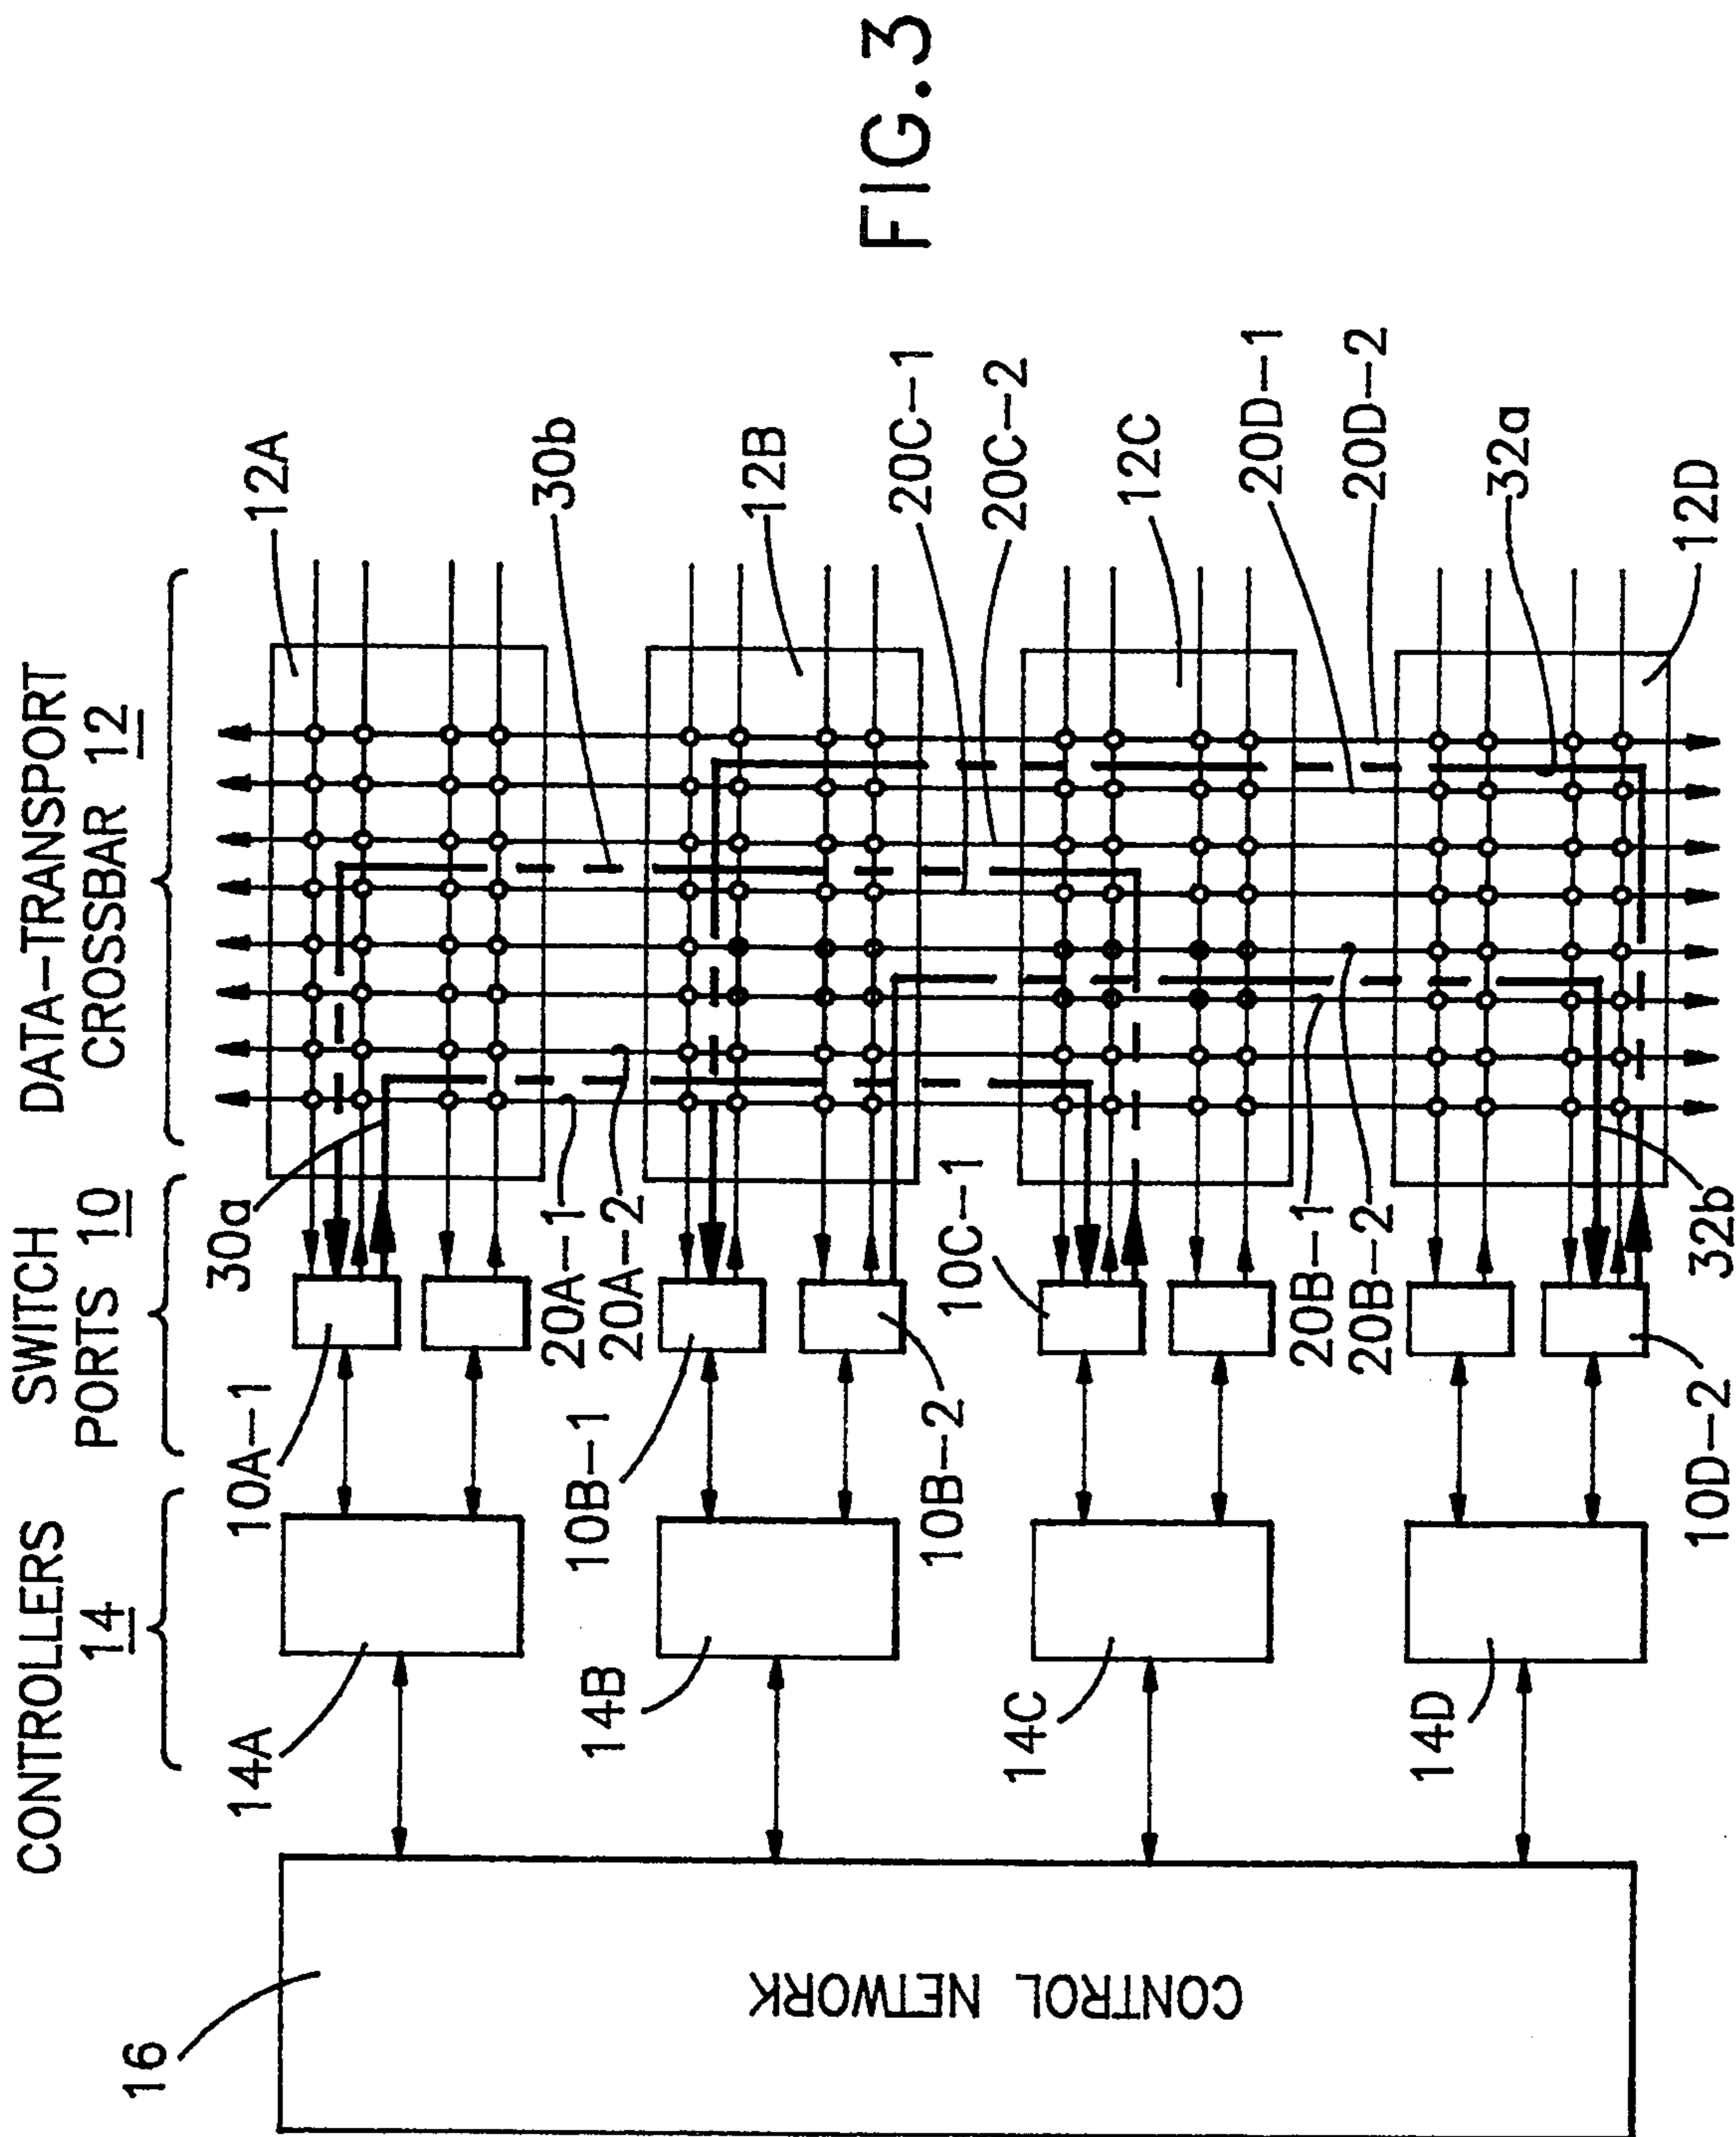 CONTROLLERS
14
SWITCH
PORTS 10
DATA-TRANSPORT
CROSSBAR 12
16
CONTROL NETWORK
14A
14B
14C
14D
10A-1
10B-1
10B-2
10C-1
10D-2
30a
20A-1
20A-2
20B-1
20B-2
32b
12A
30b
12B
20C-1
20C-2
12C
20D-1
20D-2
32a
12D
FIG.3